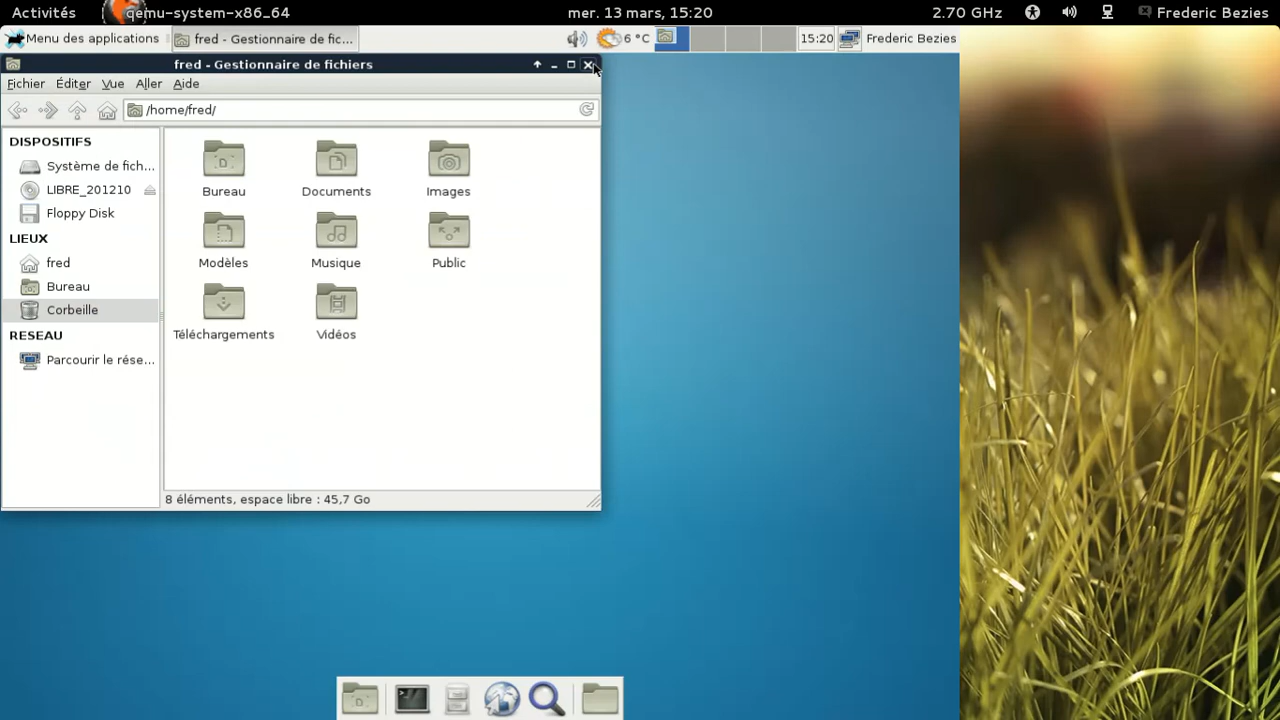 Activités qemu-system-x86_64 mer. 13 mars, 15:20 2.70 GHz Frederic Bezies
Menu des applications fred - Gestionnaire de fic... 6 °C 15:20 Frederic Bezies
fred - Gestionnaire de fichiers
Fichier Éditer Vue Aller Aide
/home/fred/
DISPOSITIFS
Système de fich...
LIBRE_201210
Floppy Disk
LIEUX
fred
Bureau
Corbeille
RESEAU
Parcourir le rése...
Bureau Documents Images
Modèles Musique Public
Téléchargements Vidéos
8 éléments, espace libre : 45,7 Go